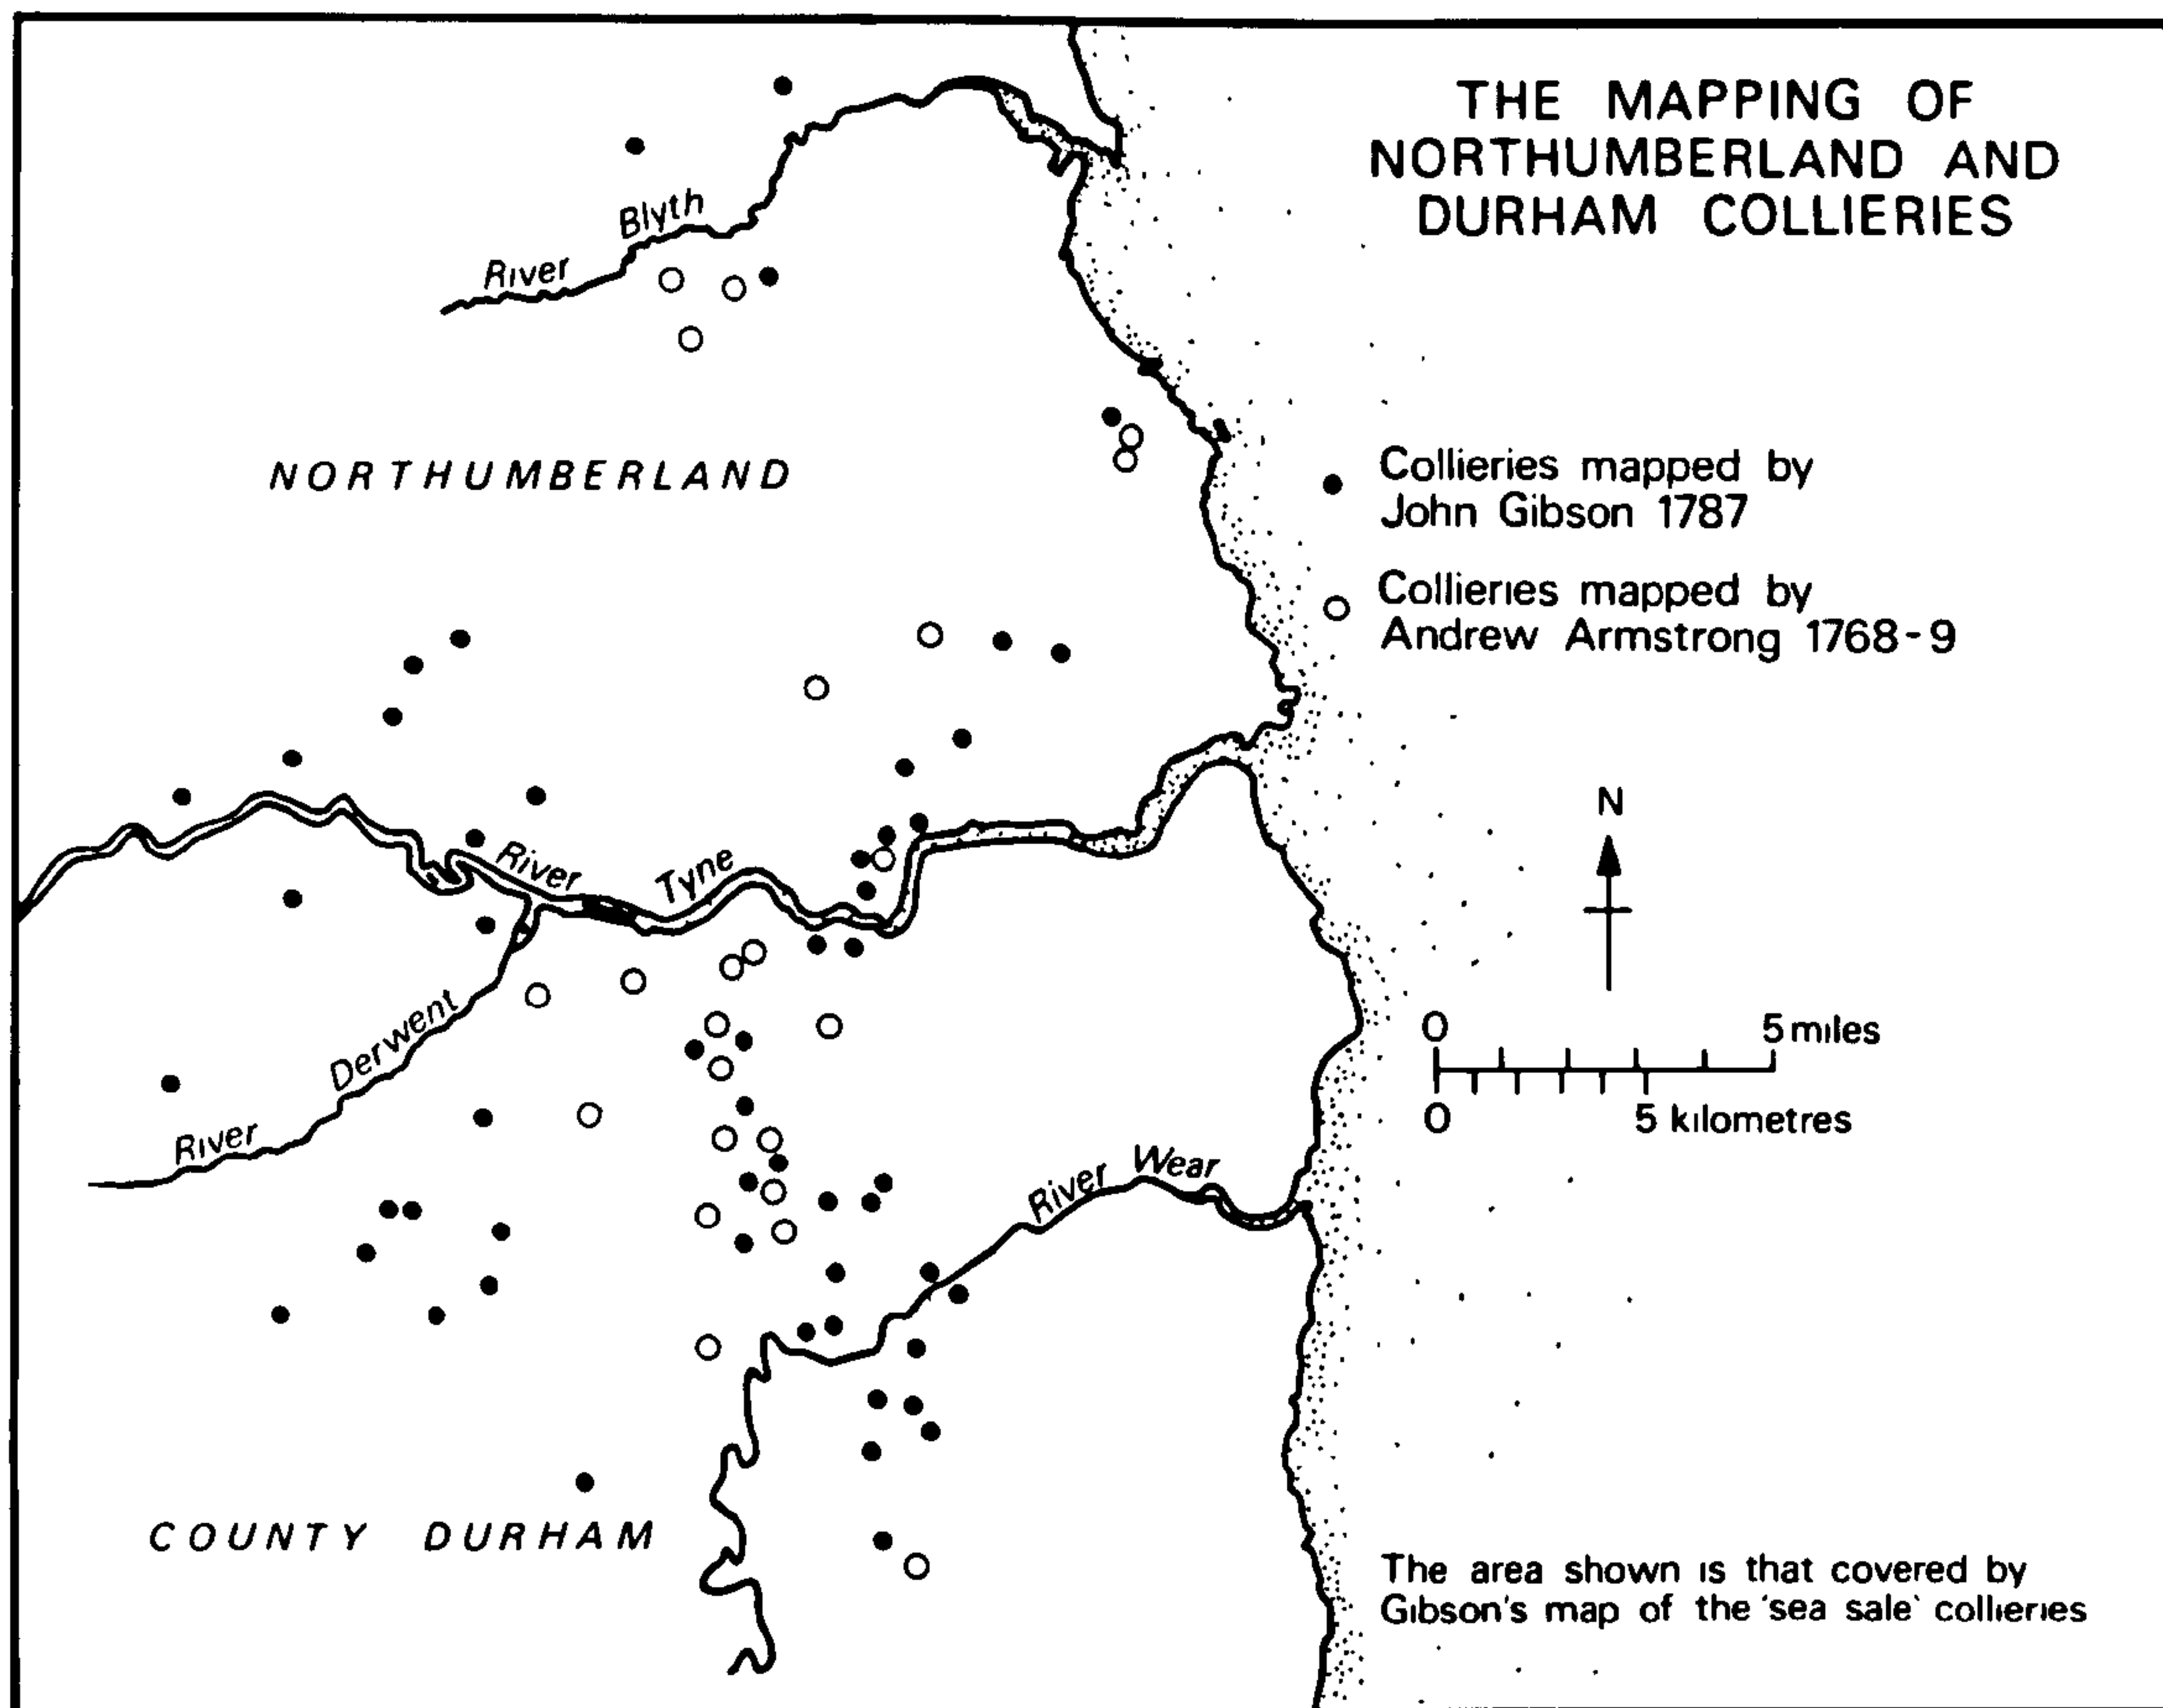 THE MAPPING OF
NORTHUMBERLAND AND
DURHAM COLLIERIES
River Blyth
NORTHUMBERLAND
Collieries mapped by
John Gibson 1787
Collieries mapped by
Andrew Armstrong 1768-9
N
River Tyne
0 5 miles
0 5 kilometres
River Derwent
River Wear
COUNTY DURHAM
The area shown is that covered by
Gibson's map of the 'sea sale' collieries